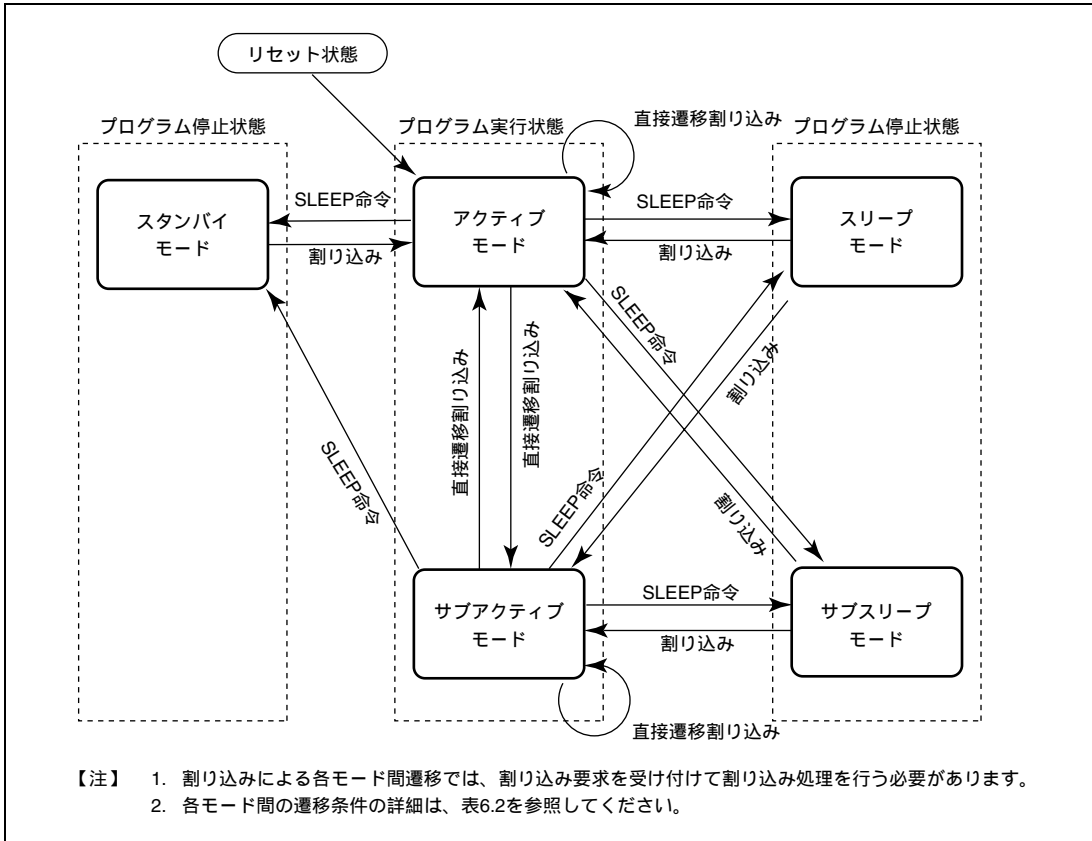 リセット状態
プログラム停止状態
プログラム実行状態
直接遷移割り込み
プログラム停止状態
スタンバイ
モード
SLEEP命令
割り込み
アクティブ
モード
SLEEP命令
割り込み
スリープ
モード
SLEEP命令
割り込み
直接遷移割り込み
直接遷移割り込み
SLEEP命令
SLEEP命令
割り込み
サブアクティブ
モード
SLEEP命令
割り込み
サブスリープ
モード
直接遷移割り込み
【注】 1. 割り込みによる各モード間遷移では、割り込み要求を受け付けて割り込み処理を行う必要があります。
2. 各モード間の遷移条件の詳細は、表6.2を参照してください。